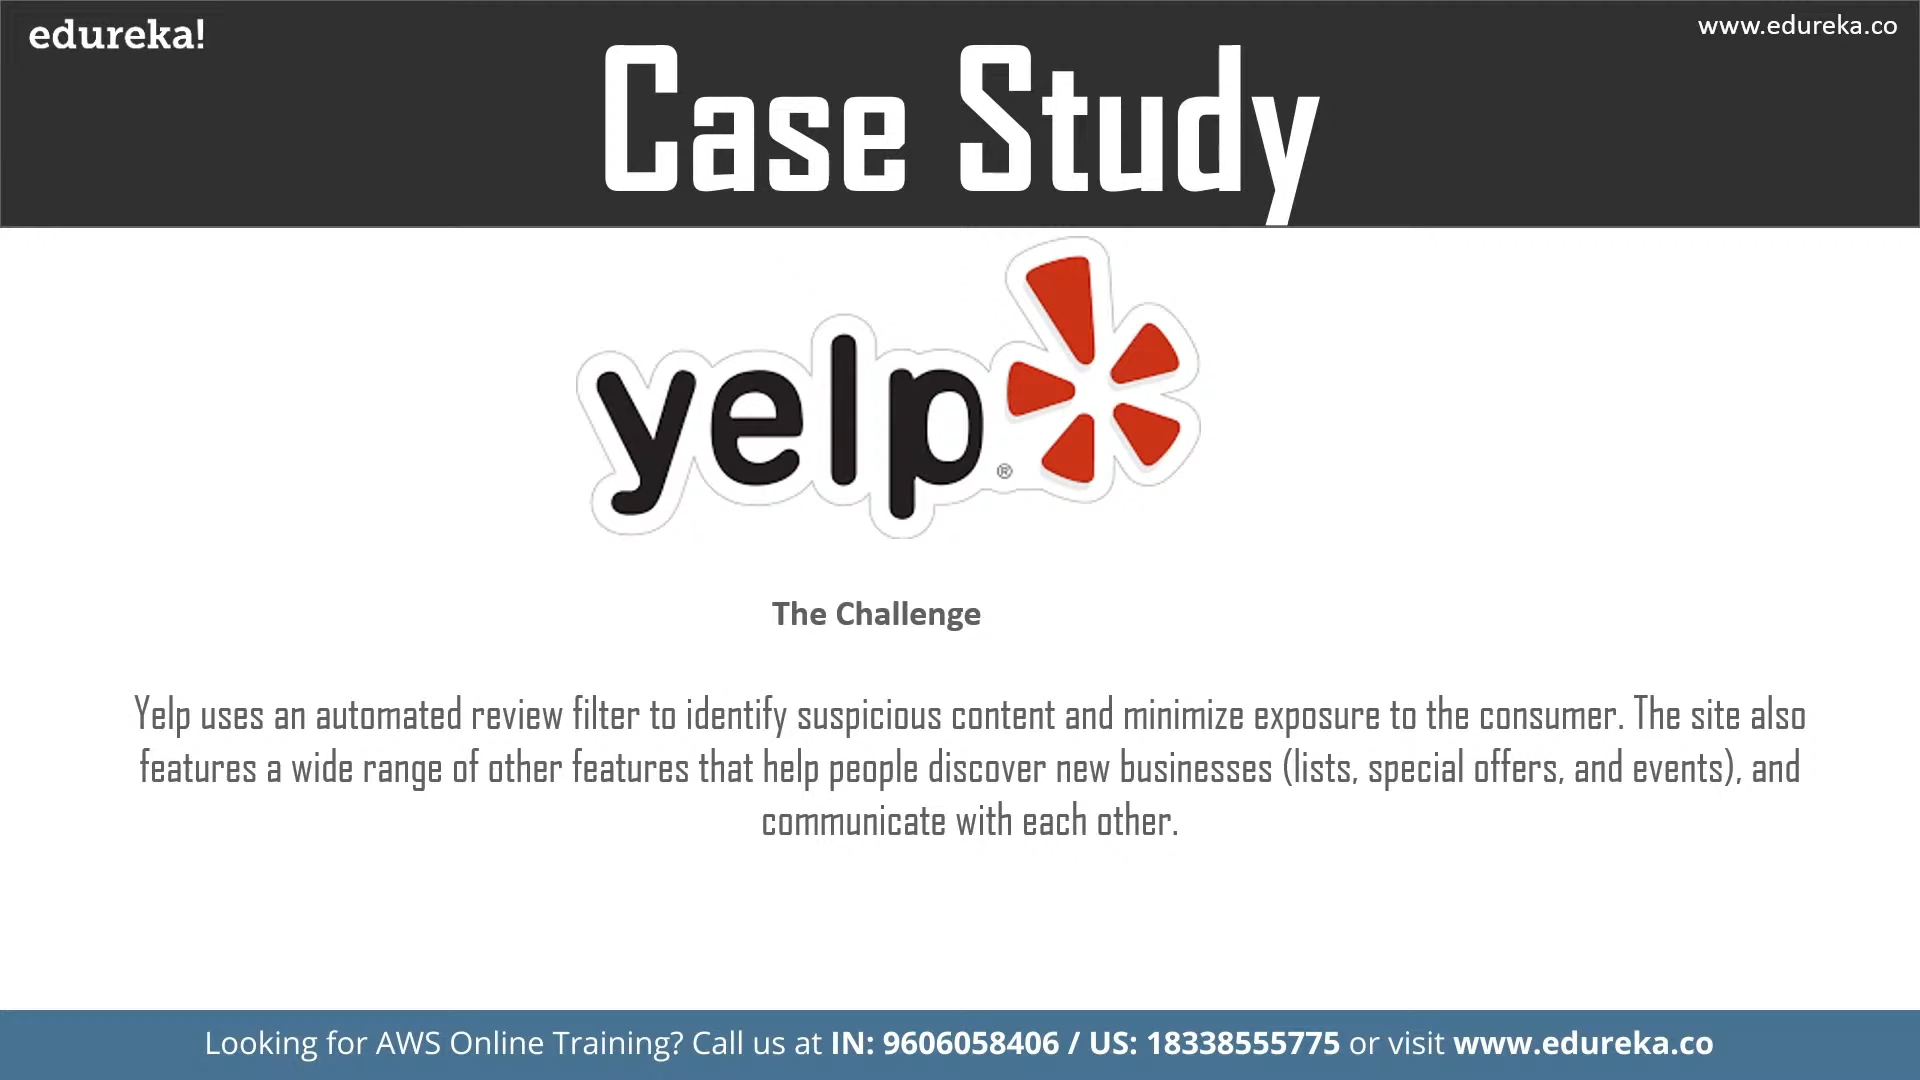 edureka!
www.edureka.co
Case Study
yelp®
The Challenge
Yelp uses an automated review filter to identify suspicious content and minimize exposure to the consumer. The site also
features a wide range of other features that help people discover new businesses (lists, special offers, and events), and
communicate with each other.
Looking for AWS Online Training? Call us at IN: 9606058406 / US: 18338555775 or visit www.edureka.co